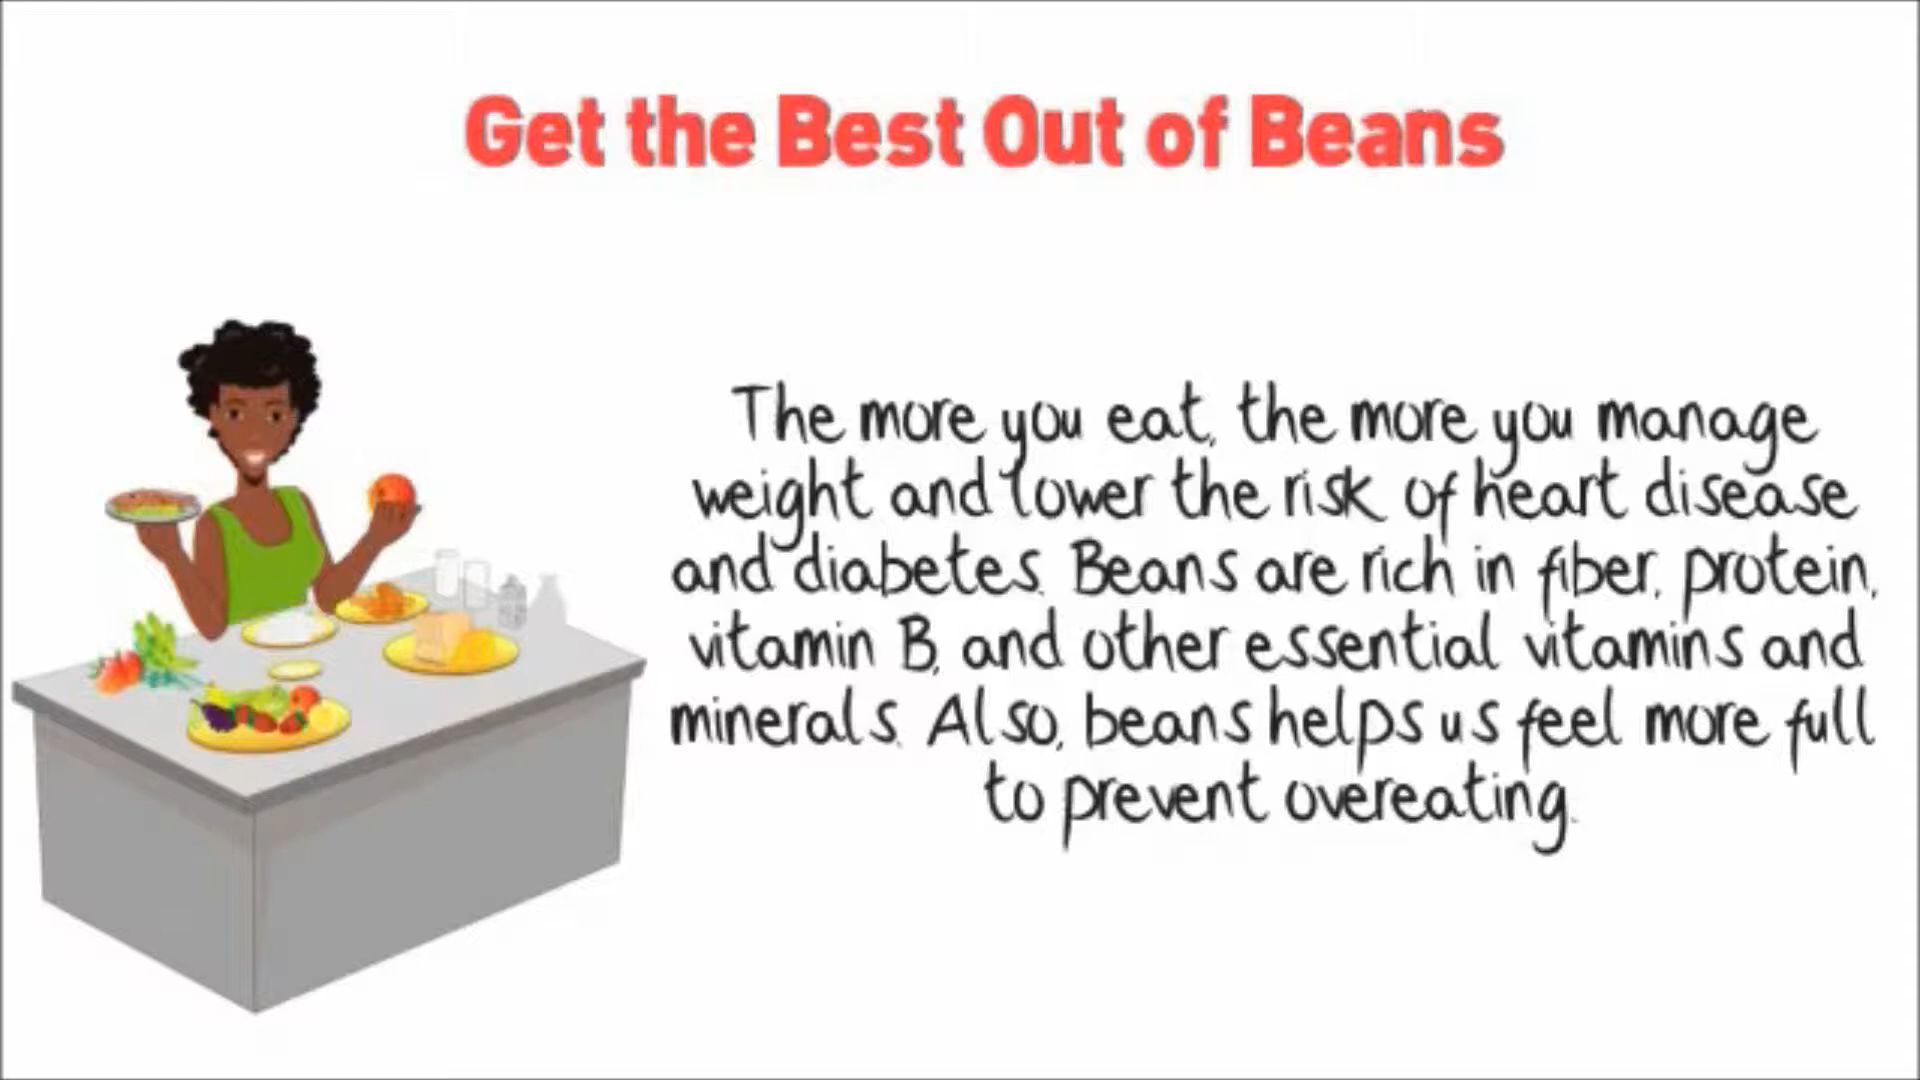 Get the Best Out of Beans
The more you eat, the more you manage
weight and lower the risk of heart disease
and diabetes. Beans are rich in fiber, protein,
vitamin B, and other essential vitamins and
minerals. Also, beans helps us feel more full
to prevent overeating.